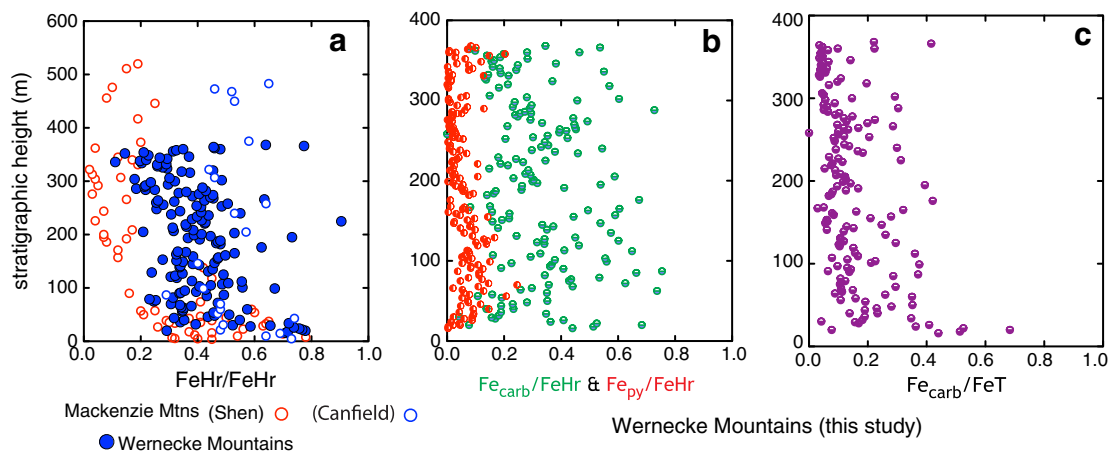 a
b
c
600
500
400
300
200
100
0
stratigraphic height (m)
0.0 0.2 0.4 0.6 0.8 1.0
FeHr/FeHr
400
300
200
100
0
0.0 0.2 0.4 0.6 0.8 1.0
Fecarb/FeHr & Fepy/FeHr
400
300
200
100
0
0.0 0.2 0.4 0.6 0.8 1.0
Fecarb/FeT
Mackenzie Mtns (Shen) (Canfield)
Wernecke Mountains
Wernecke Mountains (this study)